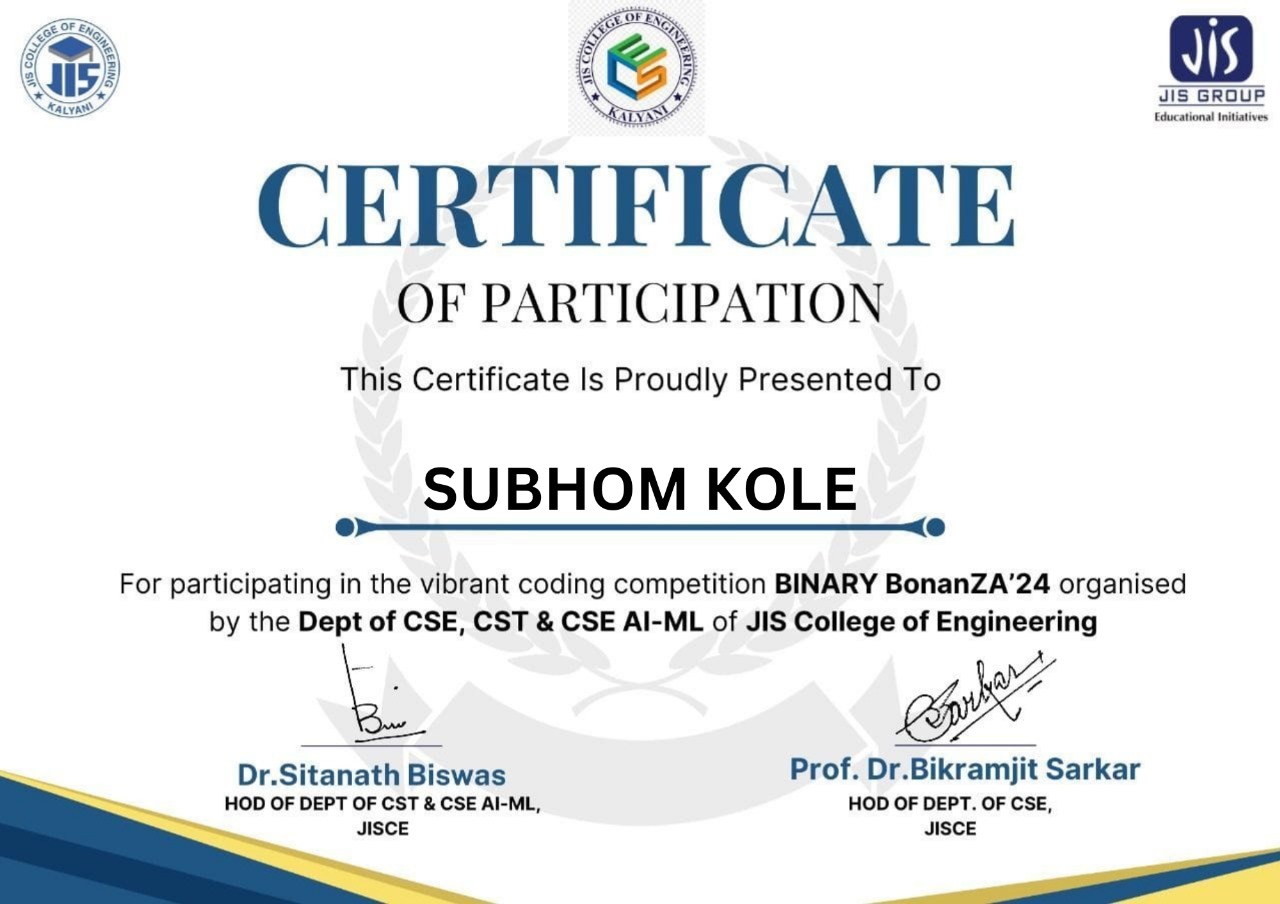 JIS COLLEGE OF ENGINEERING
JIS
KALYANI
JIS COLLEGE OF ENGINEERING
KALYANI
JIS
JIS GROUP
Educational Initiatives
CERTIFICATE
OF PARTICIPATION
This Certificate Is Proudly Presented To
SUBHOM KOLE
For participating in the vibrant coding competition BINARY BonanZA’24 organised
by the Dept of CSE, CST & CSE AI-ML of JIS College of Engineering
Sarkar
Dr.Sitanath Biswas
HOD OF DEPT OF CST & CSE AI-ML,
JISCE
Prof. Dr.Bikramjit Sarkar
HOD OF DEPT. OF CSE,
JISCE